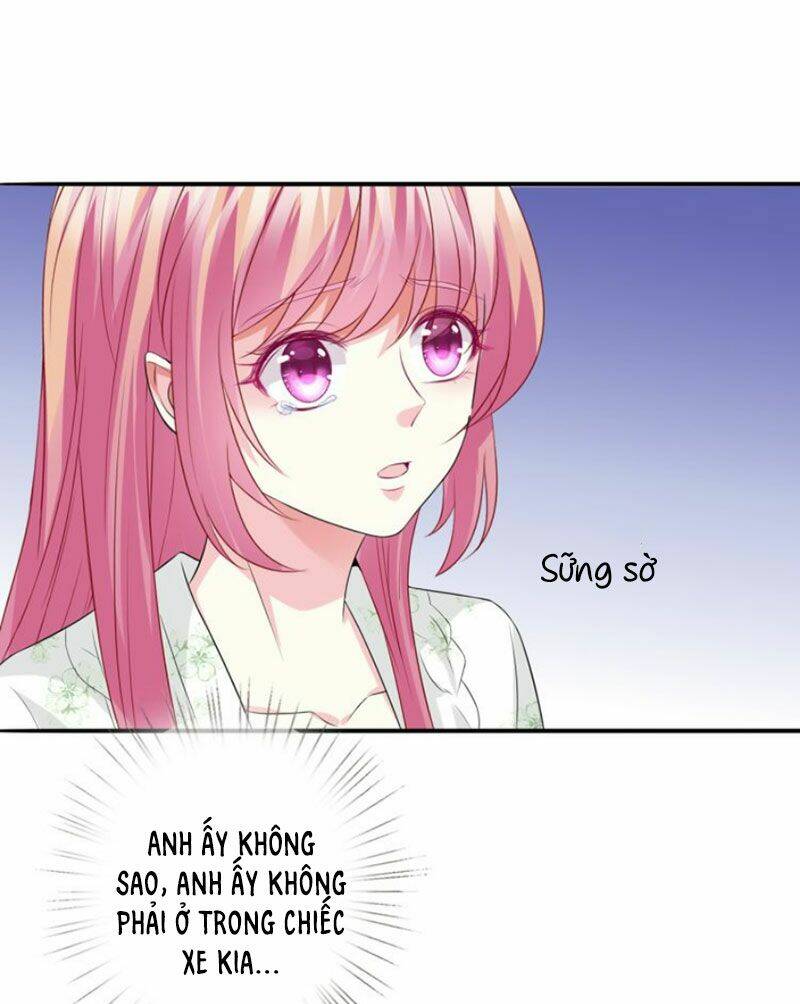 Sững sờ
ANH ẤY KHÔNG
SAO, ANH ẤY KHÔNG
PHẢI Ở TRONG CHIẾC
XE KIA...